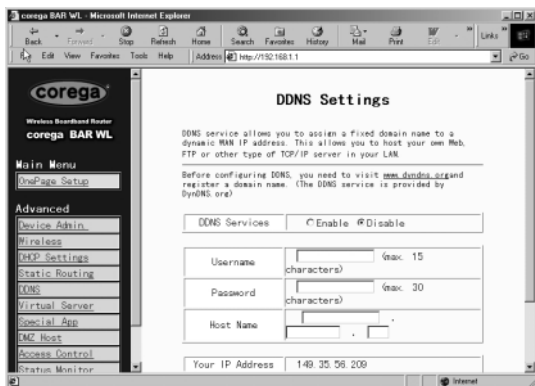 corega BAR WL - Microsoft Internet Explorer
Back Forward Stop Refresh Home Search Favorites History Mail Print Edit Links
Edit View Favorites Tools Help Address http://192.168.1.1 Go
corega
Wireless Boardband Router
corega BAR WL
Main Menu
OnePage Setup
Advanced
Device Admin.
Wireless
DHCP Settings
Static Routing
DDNS
Virtual Server
Special App
DMZ Host
Access Control
Status Monitor
DDNS Settings
DDNS service allows you to assign a fixed domain name to a
dynamic WAN IP address. This allows you to host your own Web,
FTP or other type of TCP/IP server in your LAN.
Before configuring DDNS, you need to visit www.dyndns.organd
register a domain name. (The DDNS service is provided by
DynDNS.org)
DDNS Services Enable Disable
Username (max. 15
characters)
Password (max. 30
characters)
Host Name . .
Your IP Address 149.35.56.209
Internet